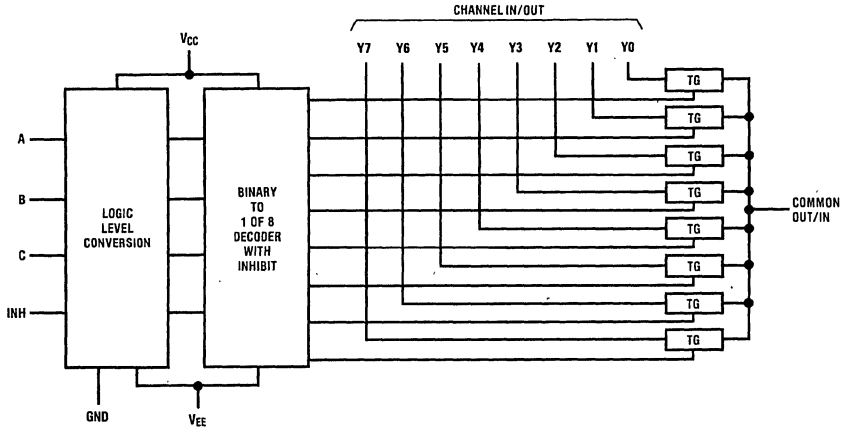 CHANNEL IN/OUT
VCC
Y7 Y6 Y5 Y4 Y3 Y2 Y1 Y0
TG
TG
TG
TG
TG
TG
TG
TG
A
B
C
INH
LOGIC
LEVEL
CONVERSION
BINARY
TO
1 OF 8
DECODER
WITH
INHIBIT
COMMON
OUT/IN
GND
VEE